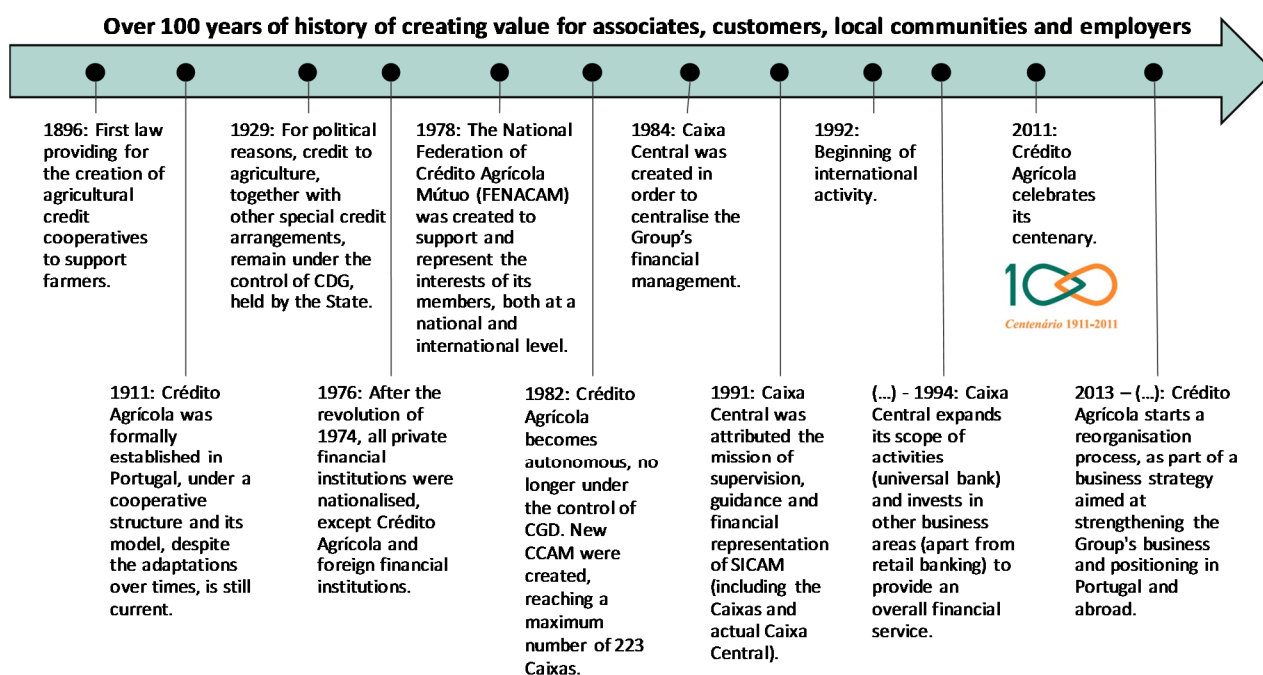 Over 100 years of history of creating value for associates, customers, local communities and employers
1896: First law
providing for
the creation of
agricultural
credit
cooperatives
to support
farmers.
1929: For political
reasons, credit to
agriculture,
together with
other special credit
arrangements,
remain under the
control of CDG,
held by the State.
1978: The National
Federation of
Crédito Agrícola
Mútuo (FENACAM)
was created to
support and
represent the
interests of its
members, both at a
national and
international level.
1984: Caixa
Central was
created in
order to
centralise the
Group's
financial
management.
1992:
Beginning of
international
activity.
2011:
Crédito
Agrícola
celebrates
its
centenary.
100
Centenário 1911-2011
1911: Crédito
Agrícola was
formally
established in
Portugal, under a
cooperative
structure and its
model, despite
the adaptations
over times, is still
current.
1976: After the
revolution of
1974, all private
financial
institutions were
nationalised,
except Crédito
Agrícola and
foreign financial
institutions.
1982: Crédito
Agrícola
becomes
autonomous, no
longer under
the control of
CGD. New
CCAM were
created,
reaching a
maximum
number of 223
Caixas.
1991: Caixa
Central was
attributed the
mission of
supervision,
guidance and
financial
representation
of SICAM
(including the
Caixas and
actual Caixa
Central).
(...) - 1994: Caixa
Central expands
its scope of
activities
(universal bank)
and invests in
other business
areas (apart from
retail banking) to
provide an
overall financial
service.
2013 – (...): Crédito
Agrícola starts a
reorganisation
process, as part of a
business strategy
aimed at
strengthening the
Group's business
and positioning in
Portugal and
abroad.